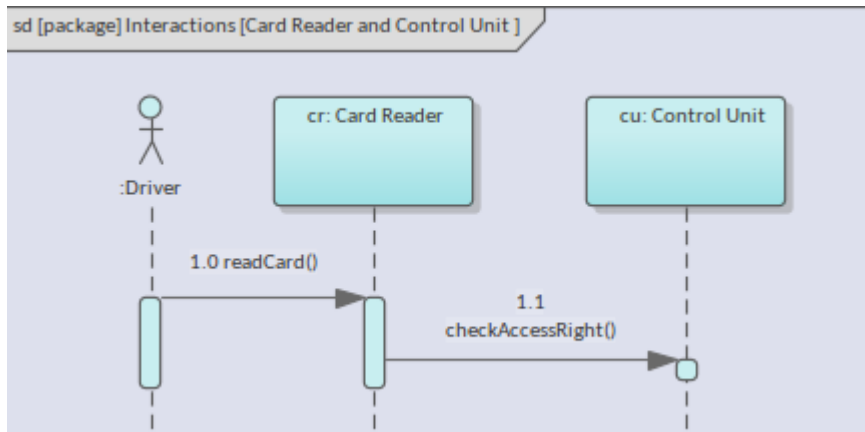 sd [package] Interactions [Card Reader and Control Unit ]
cr: Card Reader
cu: Control Unit
:Driver
1.0 readCard()
1.1
checkAccessRight()